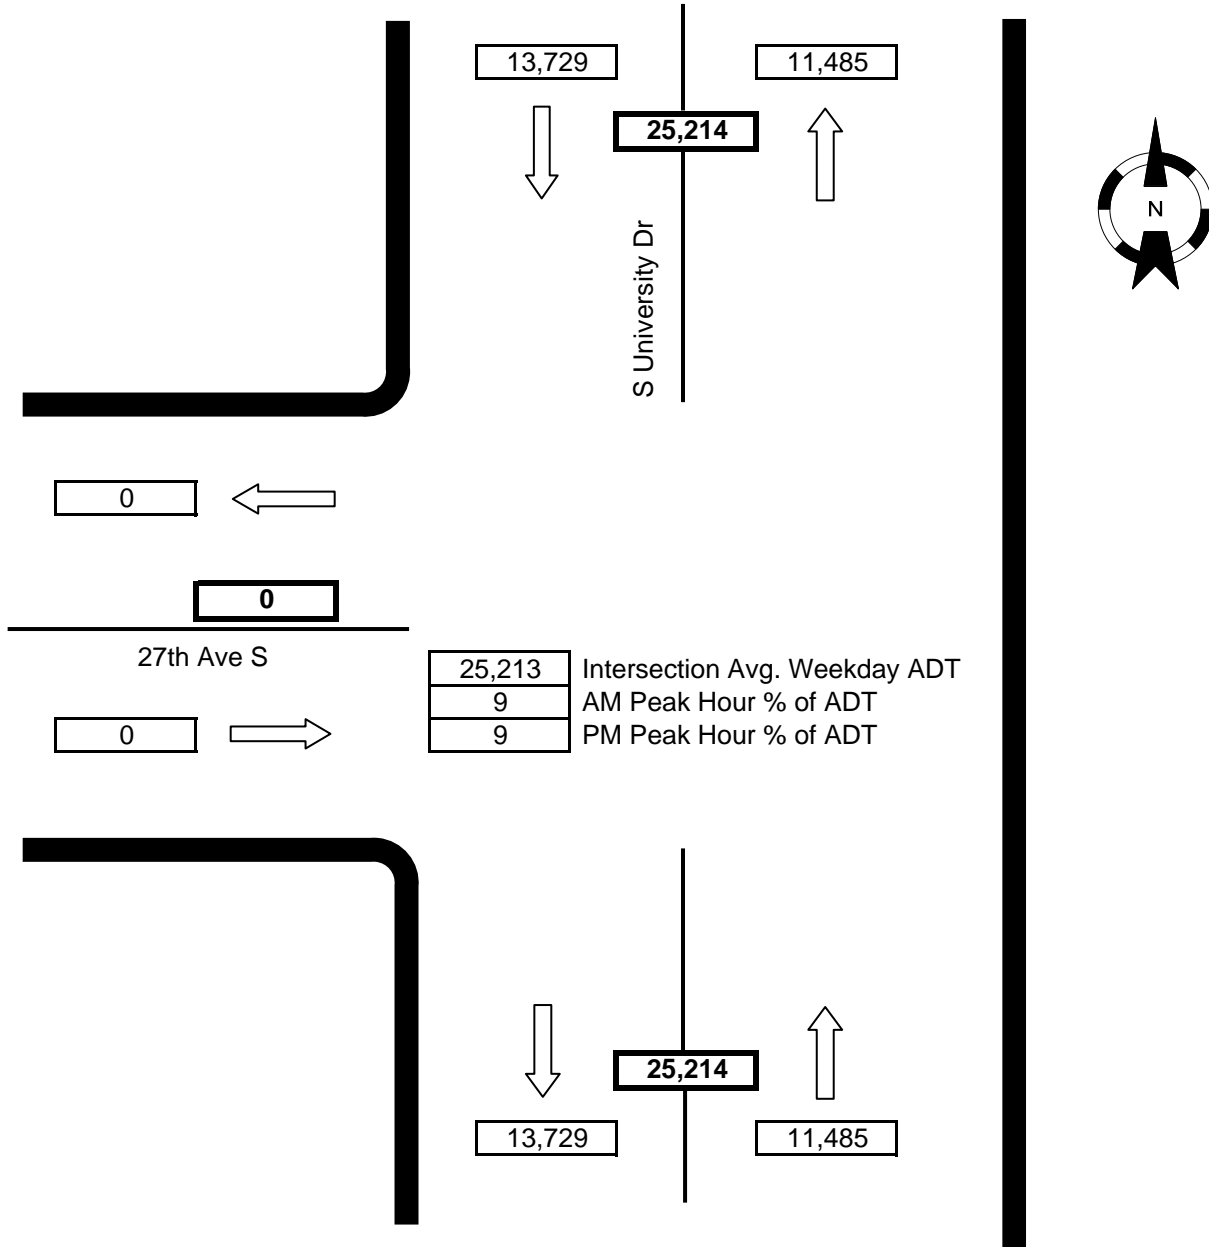 13,729
11,485
25,214
S University Dr
N
0
0
27th Ave S
25,213 Intersection Avg. Weekday ADT
9 AM Peak Hour % of ADT
0
9 PM Peak Hour % of ADT
25,214
13,729
11,485